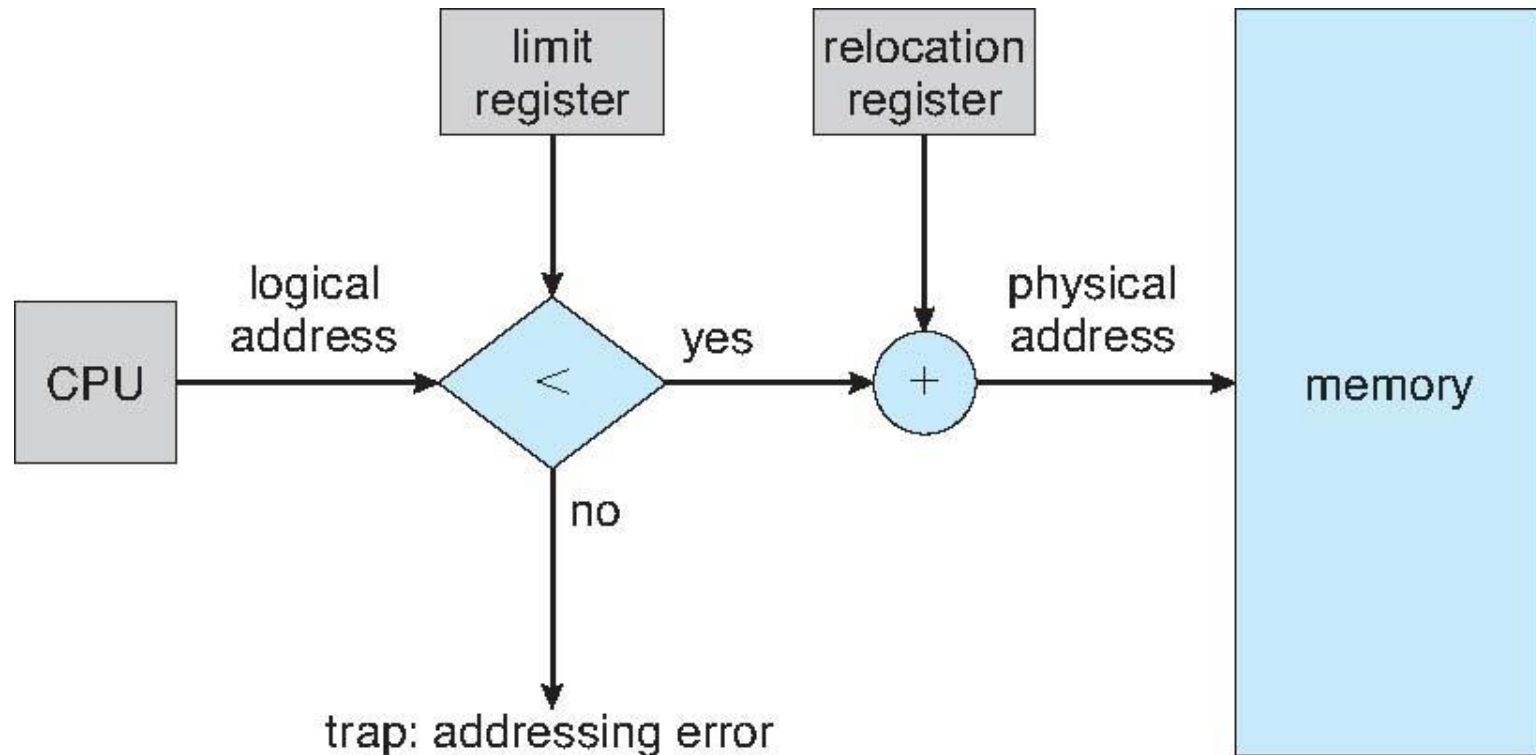 limit
register
relocation
register
logical
address
yes
physical
address
CPU
<
+
memory
no
trap: addressing error